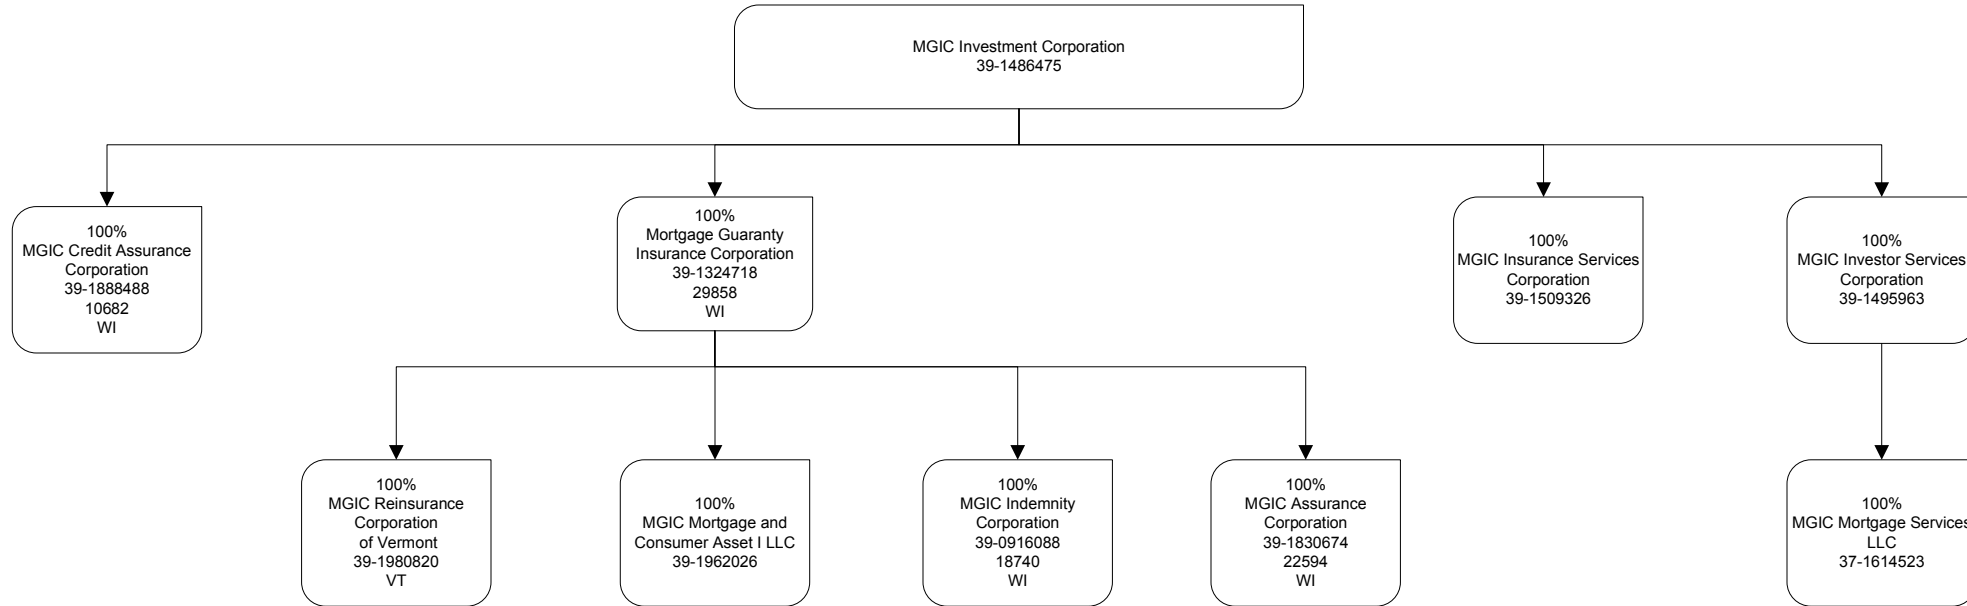 MGIC Investment Corporation
39-1486475
100%
MGIC Credit Assurance
Corporation
39-1888488
10682
WI
100%
Mortgage Guaranty
Insurance Corporation
39-1324718
29858
WI
100%
MGIC Insurance Services
Corporation
39-1509326
100%
MGIC Investor Services
Corporation
39-1495963
100%
MGIC Reinsurance
Corporation
of Vermont
39-1980820
VT
100%
MGIC Mortgage and
Consumer Asset I LLC
39-1962026
100%
MGIC Indemnity
Corporation
39-0916088
18740
WI
100%
MGIC Assurance
Corporation
39-1830674
22594
WI
100%
MGIC Mortgage Services
LLC
37-1614523